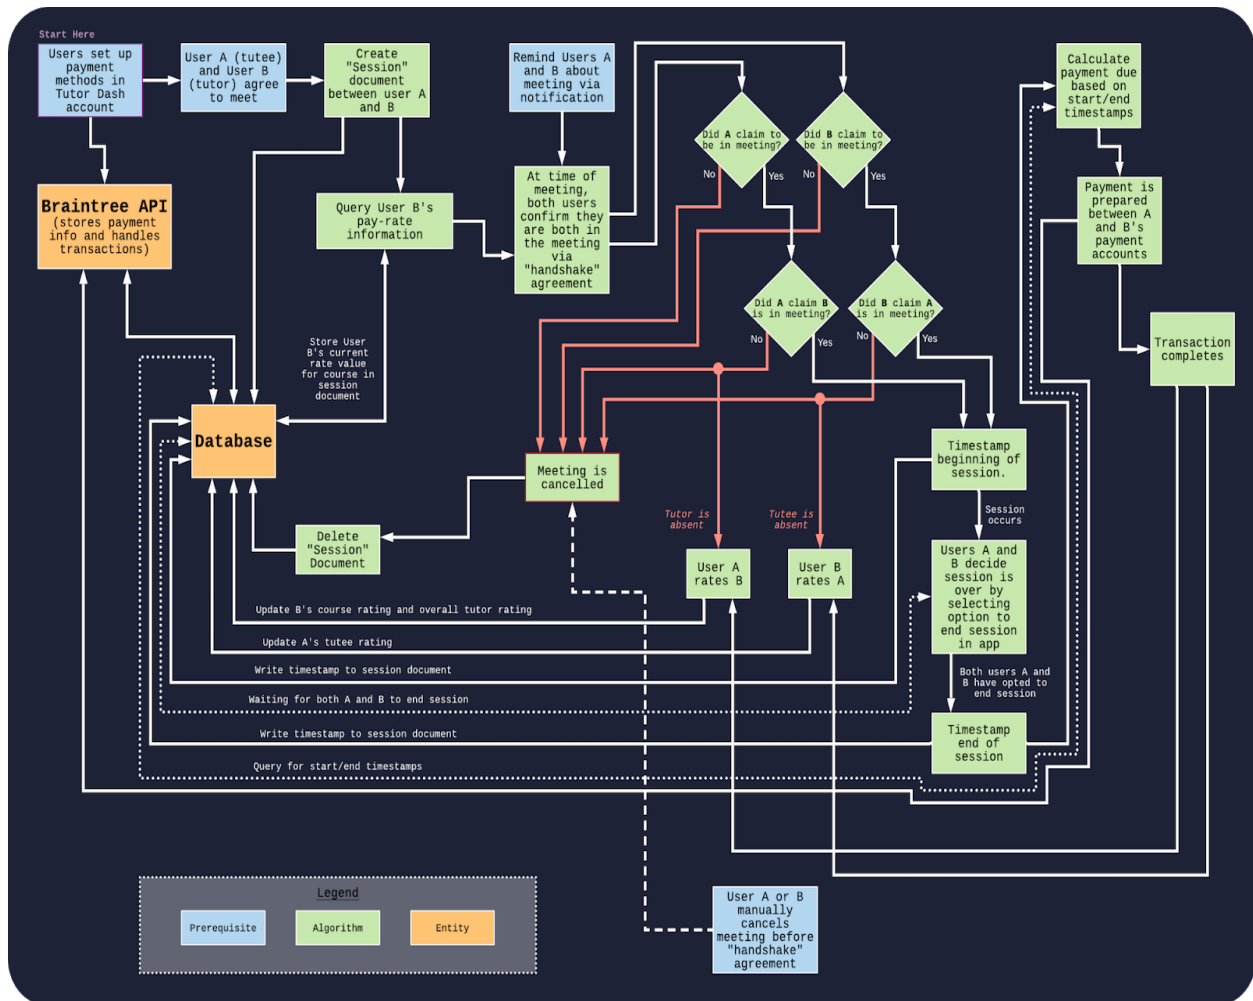 Start Here
Users set up
payment
methods in
Tutor Dash
account
User A (tutee)
and User B
(tutor) agree
to meet
Create
"Session"
document
between user A
and B
Remind Users A
and B about
meeting via
notification
Did A claim to
be in meeting?
No
Yes
Did B claim to
be in meeting?
No
Yes
Calculate
payment due
based on
start/end
timestamps
Braintree API
(stores payment
info and handles
transactions)
Query User B's
pay-rate
information
At time of
meeting,
both users
confirm they
are both in
the meeting
via
"handshake"
agreement
Payment is
prepared
between A
and B's
payment
accounts
Did A claim B
is in meeting?
No
Yes
Did B claim A
is in meeting?
No
Yes
Transaction
completes
Store User
B's current
rate value
for course in
session
document
Database
Meeting is
cancelled
Timestamp
beginning of
session.
Session
occurs
Tutor is
absent
Tutee is
absent
Delete
"Session"
Document
User A
rates B
User B
rates A
Users A and
B decide
session is
over by
selecting
option to
end session
in app
Update B's course rating and overall tutor rating
Update A's tutee rating
Write timestamp to session document
Both users A and
B have opted to
end session
Waiting for both A and B to end session
Write timestamp to session document
Timestamp
end of
session
Query for start/end timestamps
Legend
Prerequisite
Algorithm
Entity
User A or B
manually
cancels
meeting before
"handshake"
agreement